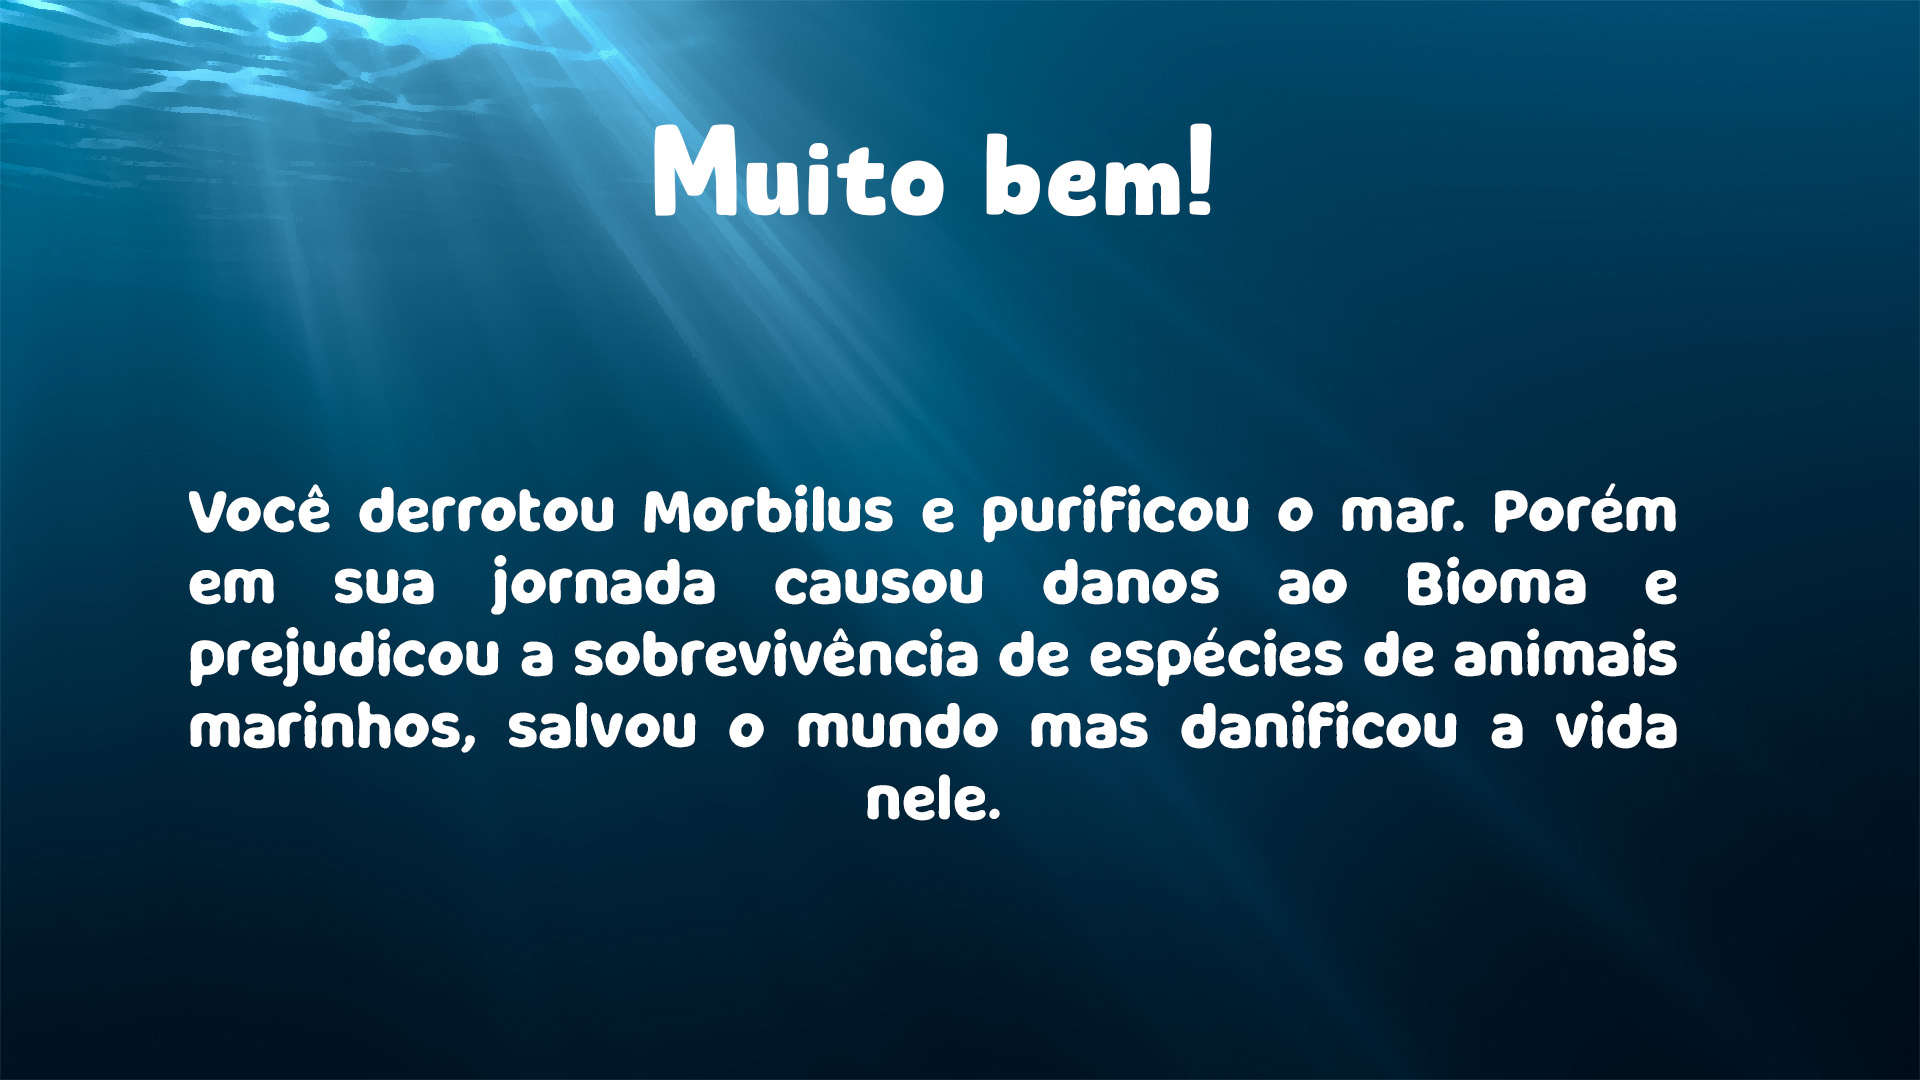 Muito bem!
Você derrotou Morbilus e purificou o mar. Porém
em sua jornada causou danos ao Bioma e
prejudicou a sobrevivência de espécies de animais
marinhos, salvou o mundo mas danificou a vida
nele.